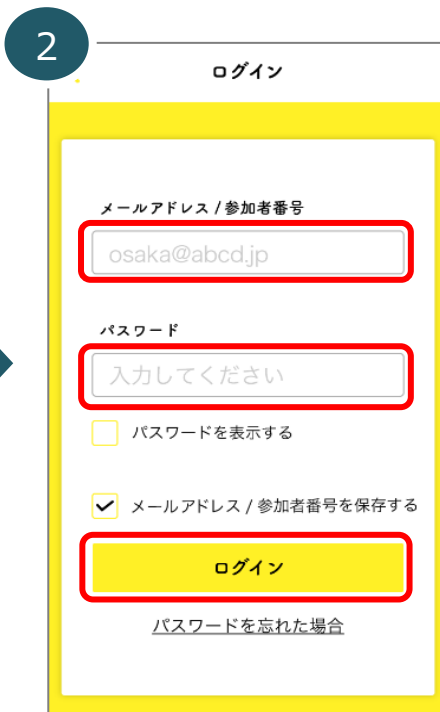 2
ログイン
メールアドレス / 参加者番号
osaka@abcd.jp
パスワード
入力してください
パスワードを表示する
メールアドレス / 参加者番号を保存する
ログイン
パスワードを忘れた場合